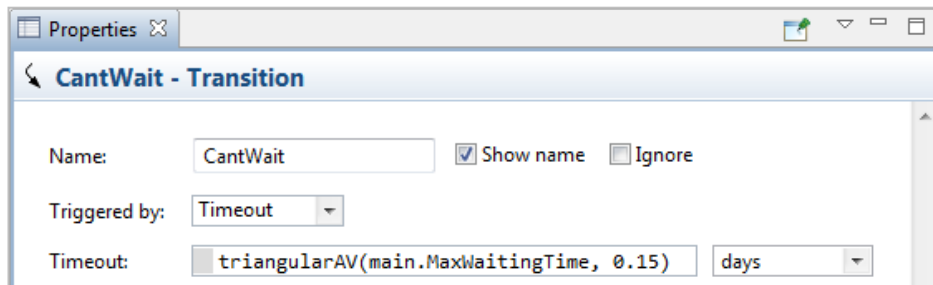 Properties
CantWait - Transition
Name: CantWait Show name Ignore
Triggered by: Timeout
Timeout: triangularAV(main.MaxWaitingTime, 0.15) days